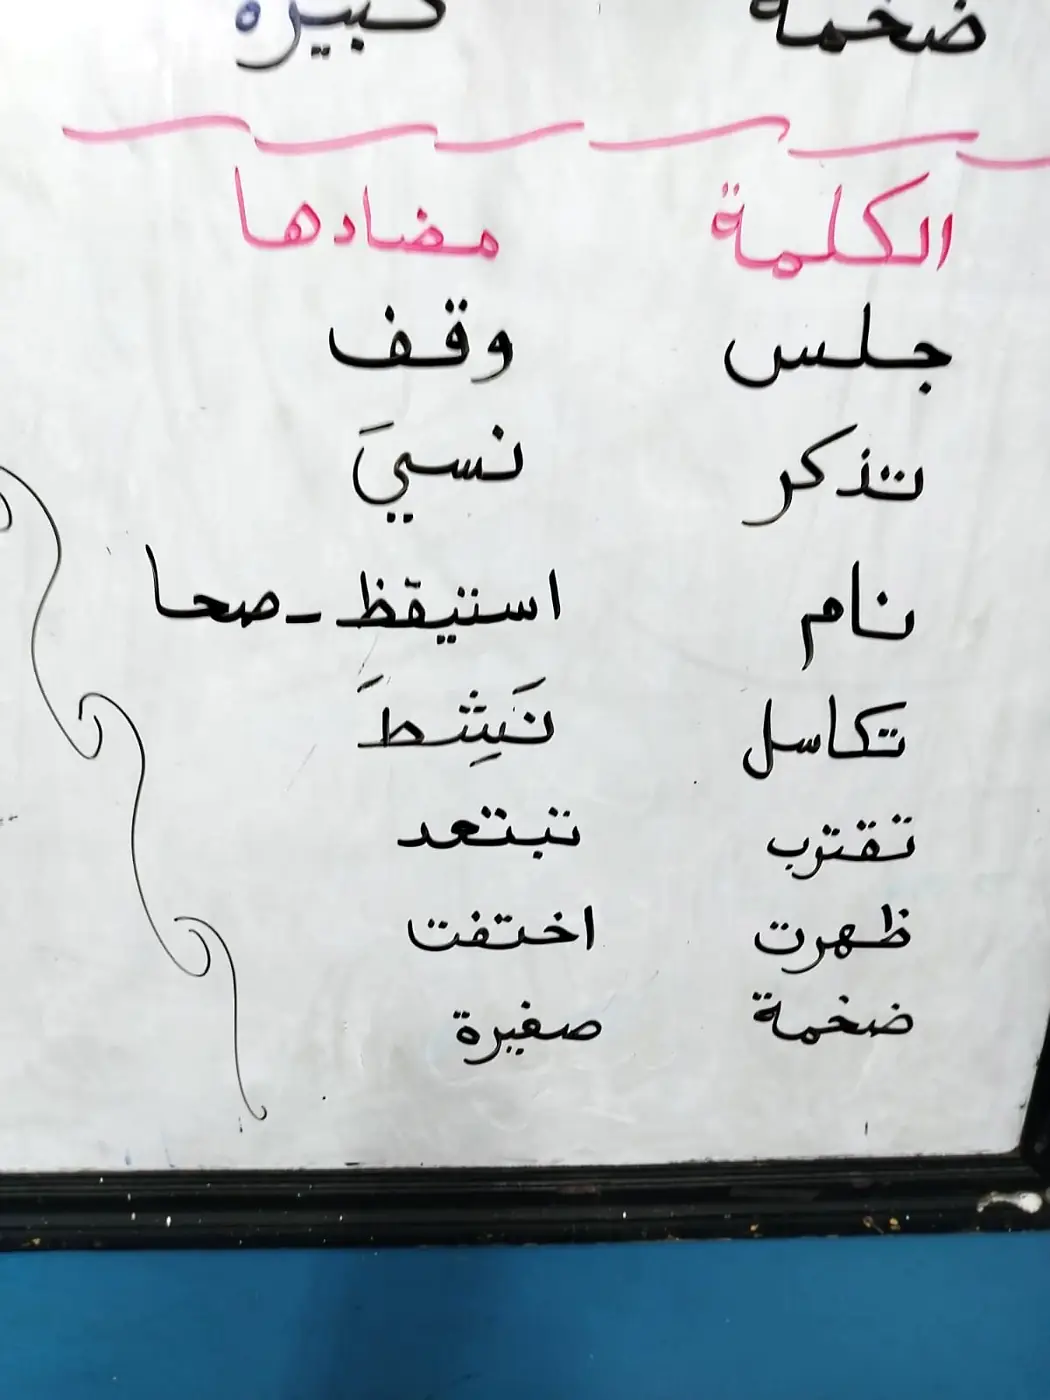 ضخمة كبيرة
الكلمة مضادها
جلس وقف
تذكر نسيَ
نام استيقظ - صحا
تكاسل نَشِطَ
تقترب تبتعد
ظهرت اختفت
ضخمة صغيرة